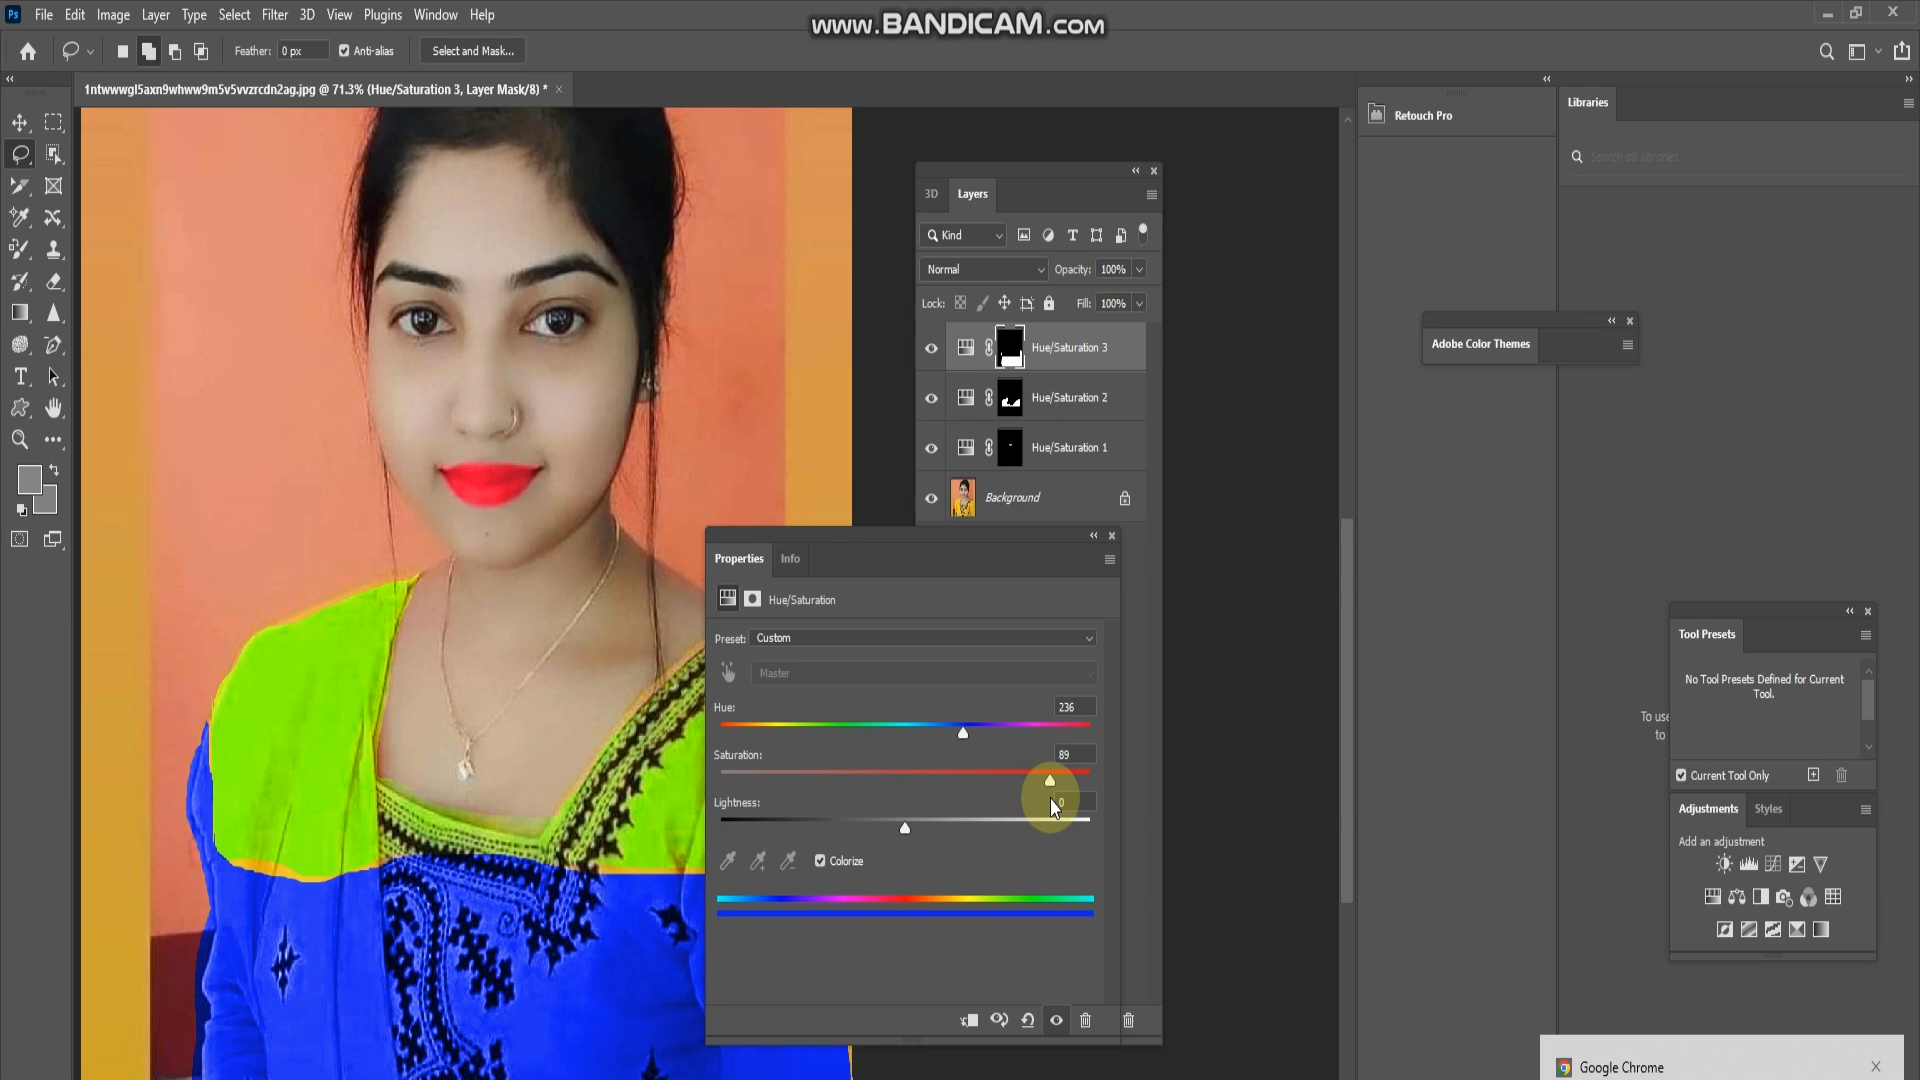 Ps File Edit Image Layer Type Select Filter 3D View Plugins Window Help
www.BANDICAM.com
Feather: 0 px Anti-alias Select and Mask...
1ntwwwgl5axn9whww9m5v5vvzrcdn2ag.jpg @ 71.3% (Hue/Saturation 3, Layer Mask/8) *
Retouch Pro
Libraries
Search all libraries
3D Layers
Kind
Normal Opacity: 100%
Lock: Fill: 100%
Hue/Saturation 3
Hue/Saturation 2
Hue/Saturation 1
Background
Adobe Color Themes
Properties Info
Hue/Saturation
Preset: Custom
Master
Hue: 236
Saturation: 89
Lightness: 0
Colorize
Tool Presets
No Tool Presets Defined for Current
Tool.
To use
to
Current Tool Only
Adjustments Styles
Add an adjustment
Google Chrome